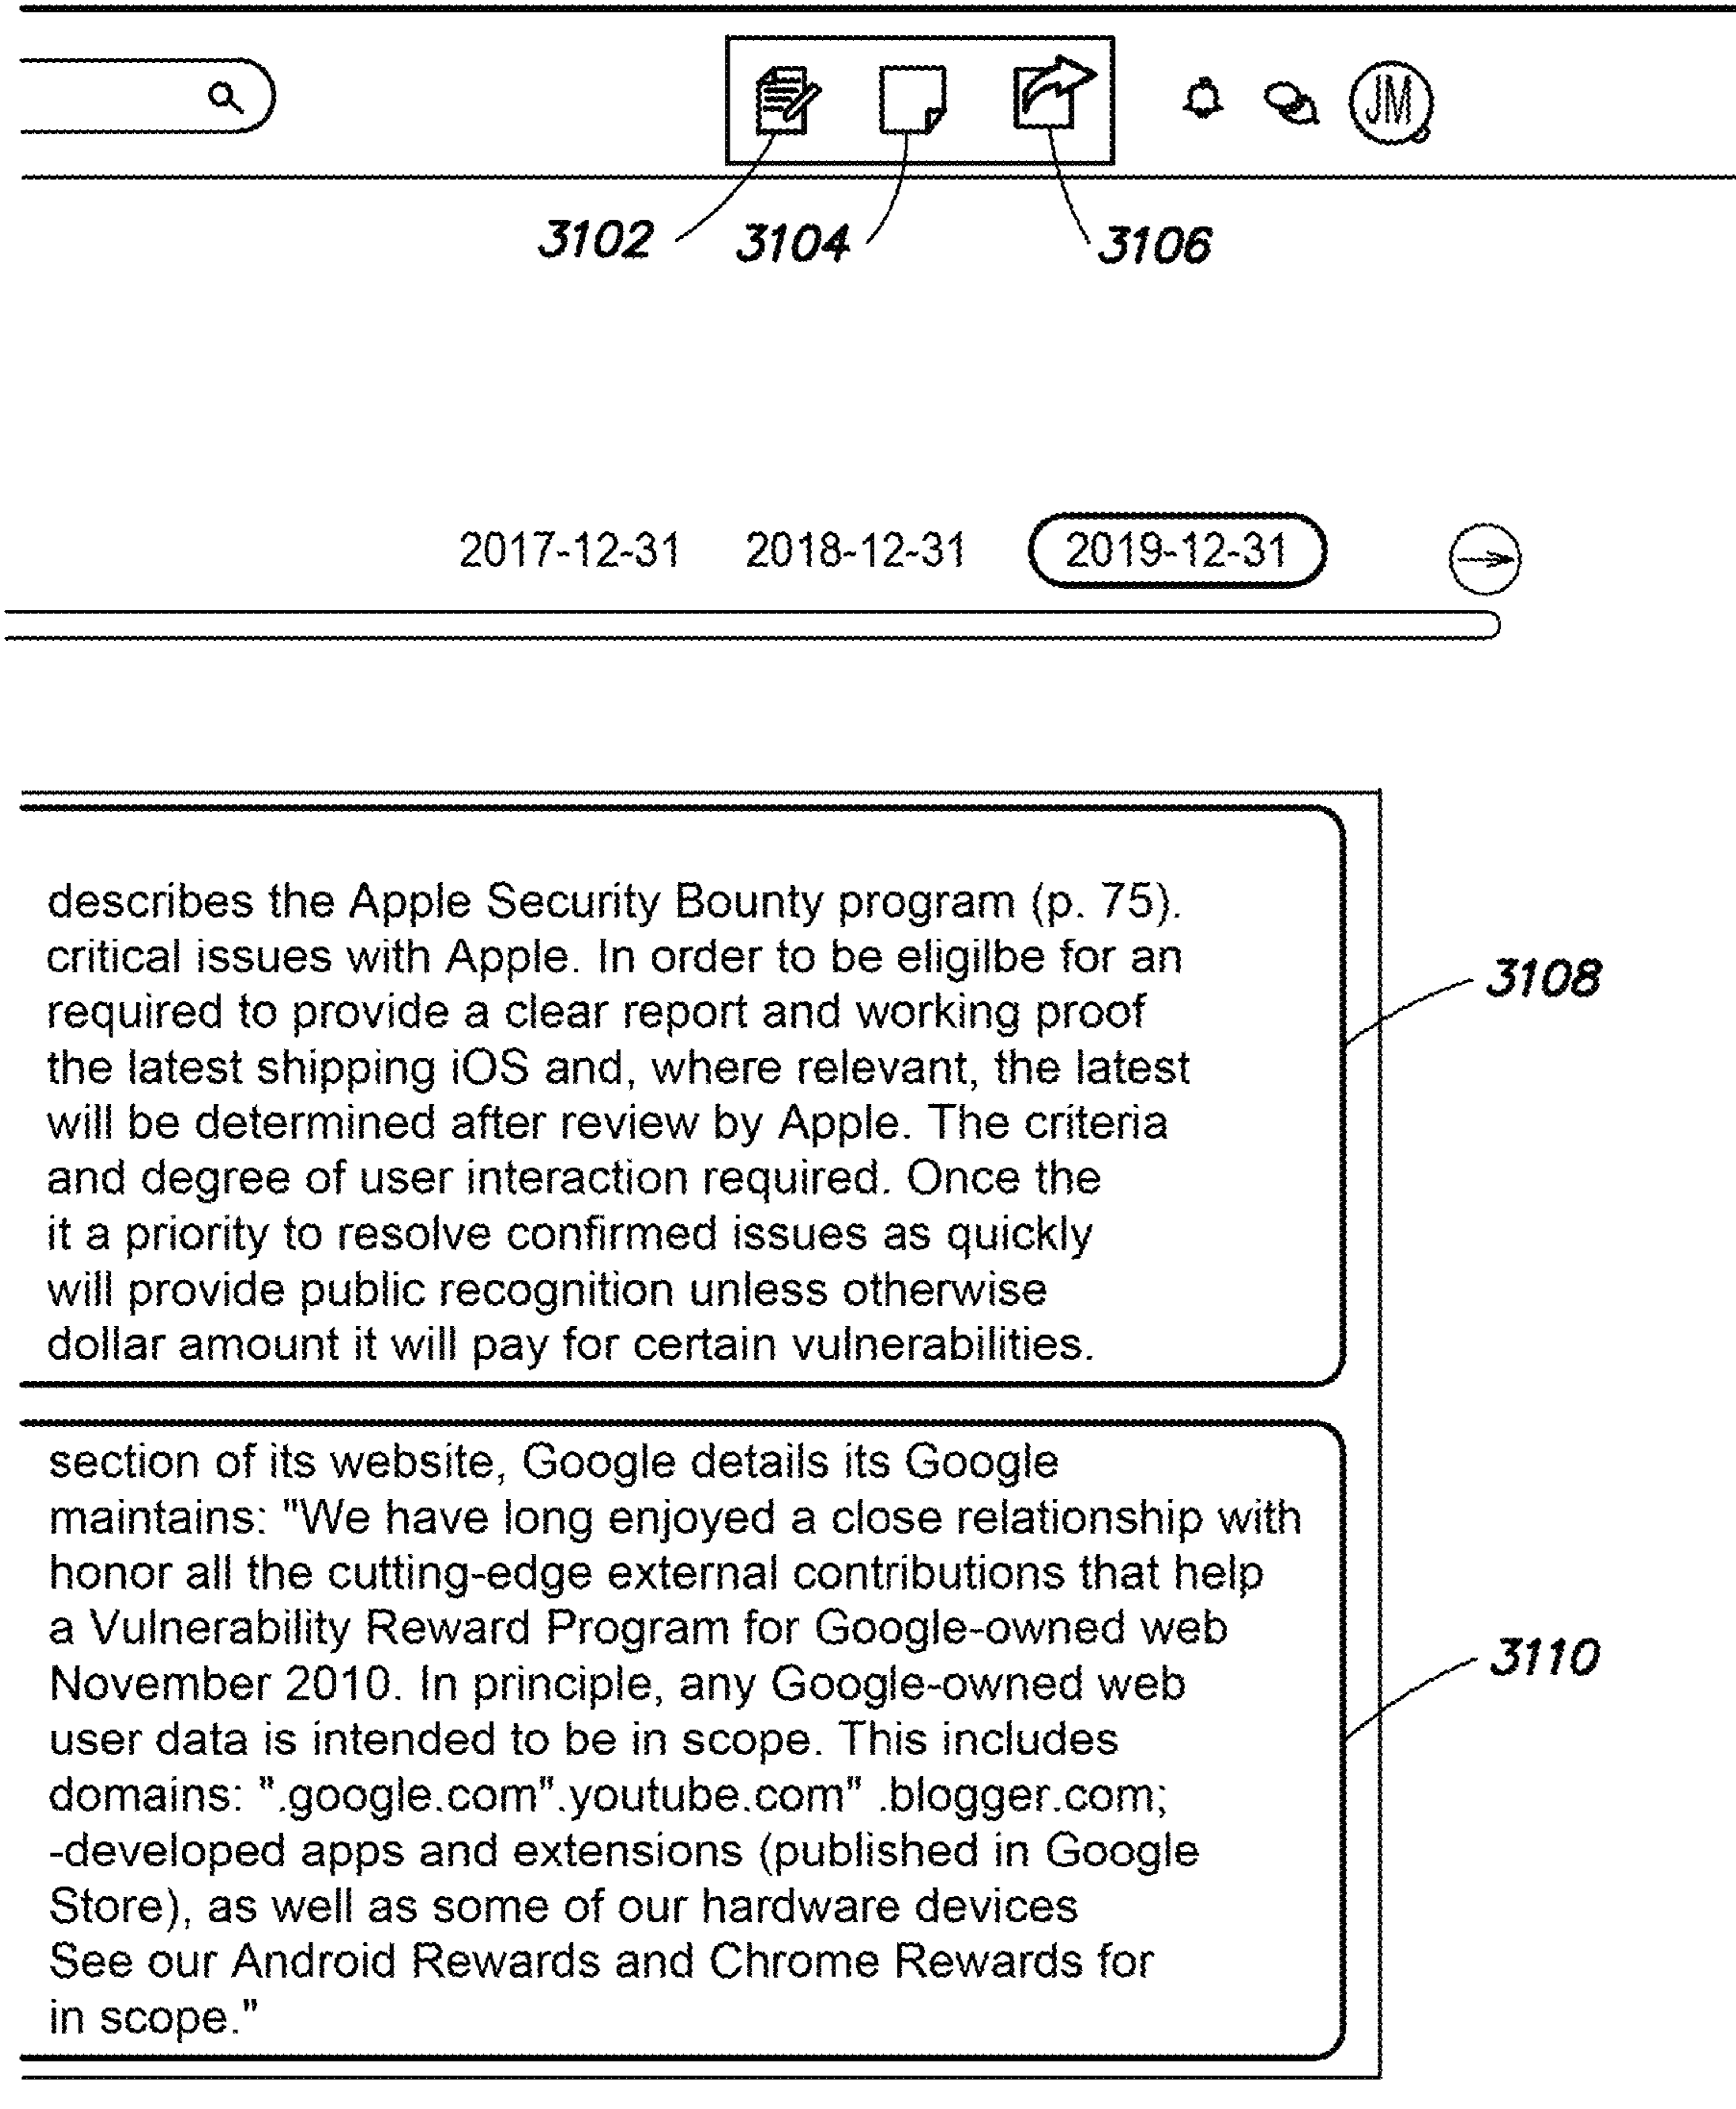 JM
3102 3104 3106
2017-12-31 2018-12-31 2019-12-31
describes the Apple Security Bounty program (p. 75).
critical issues with Apple. In order to be eligilbe for an
required to provide a clear report and working proof
the latest shipping iOS and, where relevant, the latest
will be determined after review by Apple. The criteria
and degree of user interaction required. Once the
it a priority to resolve confirmed issues as quickly
will provide public recognition unless otherwise
dollar amount it will pay for certain vulnerabilities.
3108
section of its website, Google details its Google
maintains: "We have long enjoyed a close relationship with
honor all the cutting-edge external contributions that help
a Vulnerability Reward Program for Google-owned web
November 2010. In principle, any Google-owned web
user data is intended to be in scope. This includes
domains: ".google.com".youtube.com" .blogger.com;
-developed apps and extensions (published in Google
Store), as well as some of our hardware devices
See our Android Rewards and Chrome Rewards for
in scope."
3110